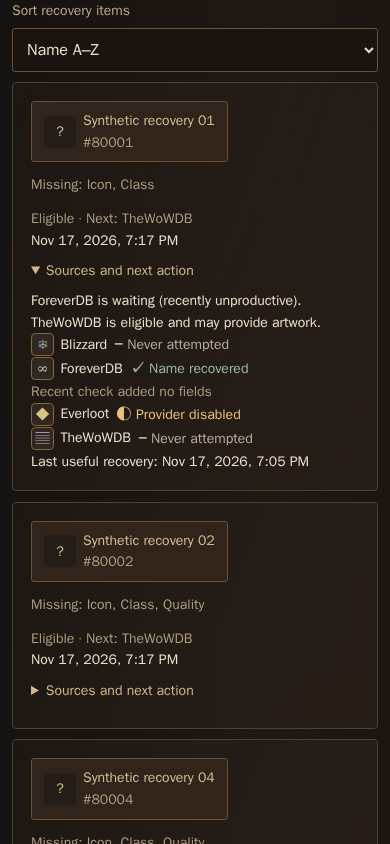 Sort recovery items
Name A–Z
?
Synthetic recovery 01
#80001
Missing: Icon, Class
Eligible · Next: TheWoWDB
Nov 17, 2026, 7:17 PM
▼ Sources and next action
ForeverDB is waiting (recently unproductive).
TheWoWDB is eligible and may provide artwork.
Blizzard – Never attempted
∞ ForeverDB ✓ Name recovered
Recent check added no fields
Everloot Provider disabled
TheWoWDB – Never attempted
Last useful recovery: Nov 17, 2026, 7:05 PM
?
Synthetic recovery 02
#80002
Missing: Icon, Class, Quality
Eligible · Next: TheWoWDB
Nov 17, 2026, 7:17 PM
▶ Sources and next action
?
Synthetic recovery 04
#80004
Missing: Icon, Class, Quality